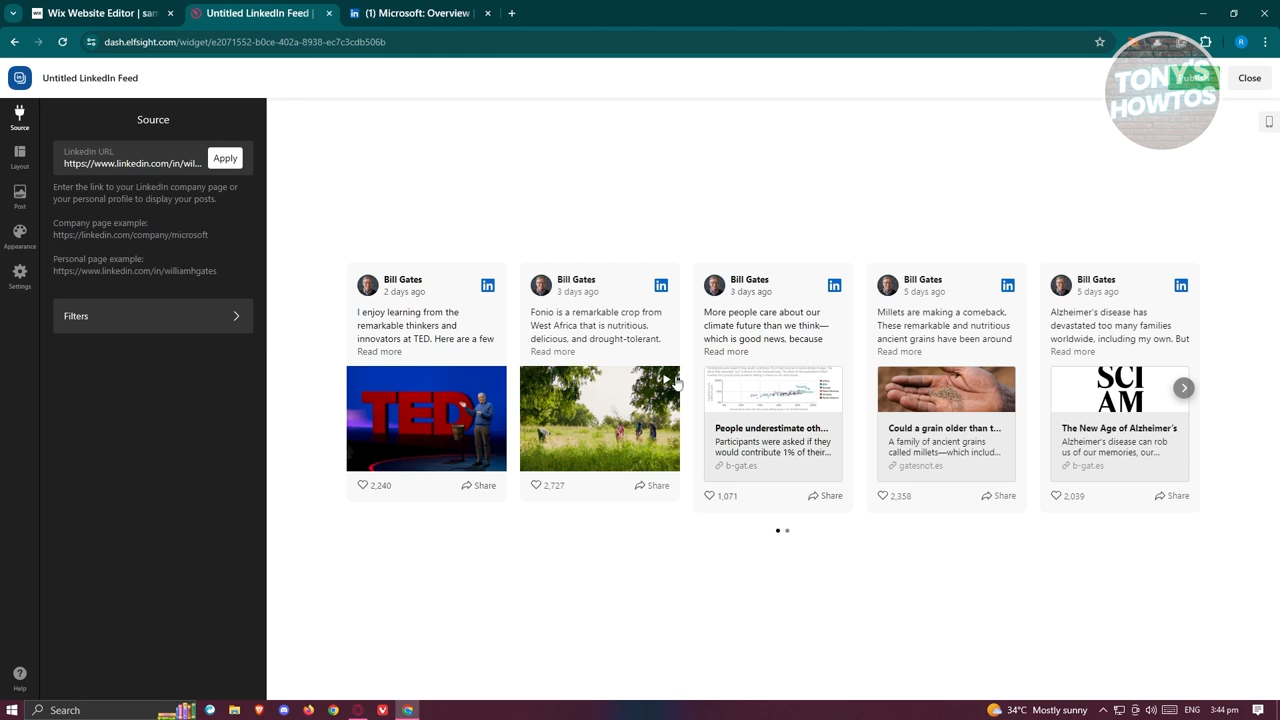 Wix Website Editor | sam
Untitled LinkedIn Feed |
(1) Microsoft: Overview |
dash.elfsight.com/widget/e2071552-b0ce-402a-8938-ec7c3cdb506b
R
Untitled LinkedIn Feed
Publish
Close
TONY'S
HOWTOS
Source
Layout
Post
Appearance
Settings
Help
Source
LinkedIn URL
https://www.linkedin.com/in/wil...
Apply
Enter the link to your LinkedIn company page or
your personal profile to display your posts.
Company page example:
https://linkedin.com/company/microsoft
Personal page example:
https://www.linkedin.com/in/williamhgates
Filters
Bill Gates
2 days ago
I enjoy learning from the
remarkable thinkers and
innovators at TED. Here are a few
Read more
TED
2,240
Share
Bill Gates
3 days ago
Fonio is a remarkable crop from
West Africa that is nutritious,
delicious, and drought-tolerant.
Read more
2,727
Share
Bill Gates
3 days ago
More people care about our
climate future than we think—
which is good news, because
Read more
People underestimate oth...
Participants were asked if they
would contribute 1% of their...
b-gat.es
1,071
Share
Bill Gates
5 days ago
Millets are making a comeback.
These remarkable and nutritious
ancient grains have been around
Read more
Could a grain older than t...
A family of ancient grains
called millets—which includ...
gatesnot.es
2,358
Share
Bill Gates
5 days ago
Alzheimer's disease has
devastated too many families
worldwide, including my own. But
Read more
SCI
AM
The New Age of Alzheimer's
Alzheimer's disease can rob
us of our memories, our...
b-gat.es
2,039
Share
Search
34°C Mostly sunny
ENG
3:44 pm